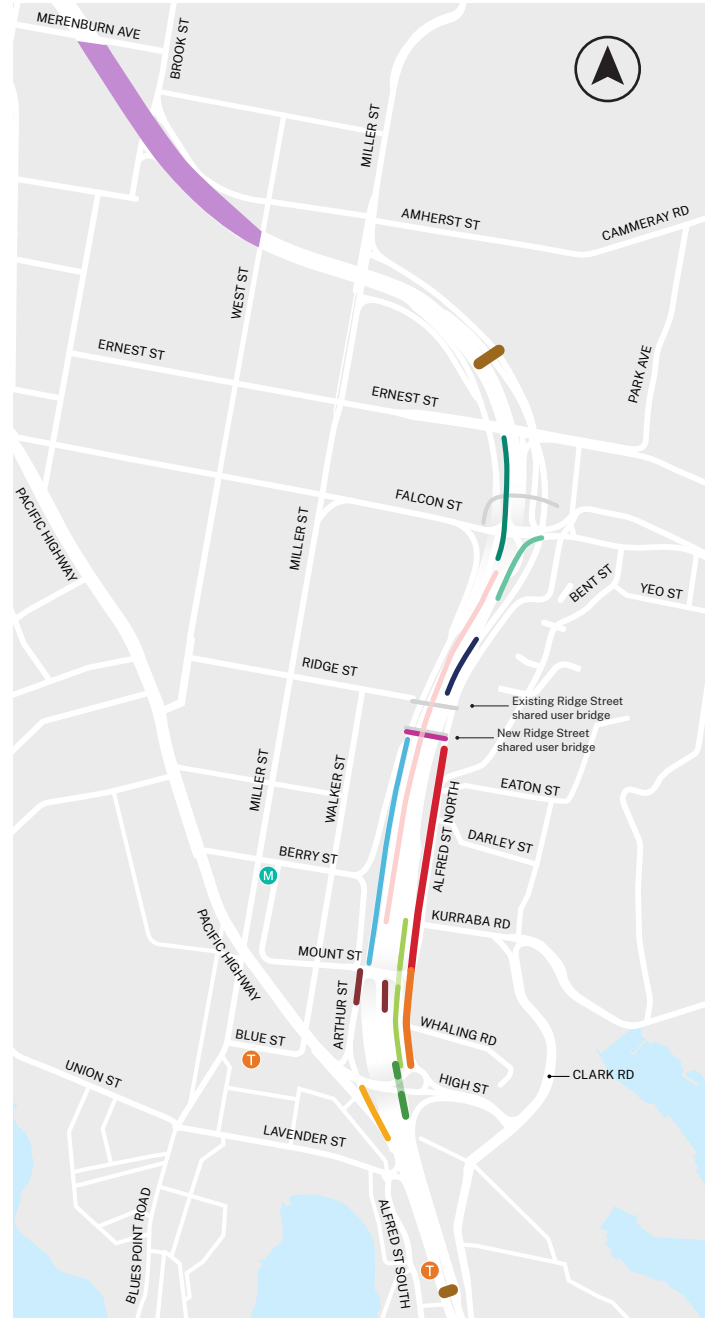 MERENBURN AVE
BROOK ST
MILLER ST
AMHERST ST
CAMMERAY RD
WEST ST
ERNEST ST
PARK AVE
ERNEST ST
PACIFIC HIGHWAY
FALCON ST
MILLER ST
BENT ST
YEO ST
RIDGE ST
Existing Ridge Street
shared user bridge
New Ridge Street
shared user bridge
MILLER ST
WALKER ST
ALFRED ST NORTH
EATON ST
DARLEY ST
BERRY ST
M
KURRABA RD
PACIFIC HIGHWAY
MOUNT ST
ARTHUR ST
WHALING RD
BLUE ST
T
UNION ST
HIGH ST
CLARK RD
LAVENDER ST
BLUES POINT ROAD
ALFRED ST SOUTH
T